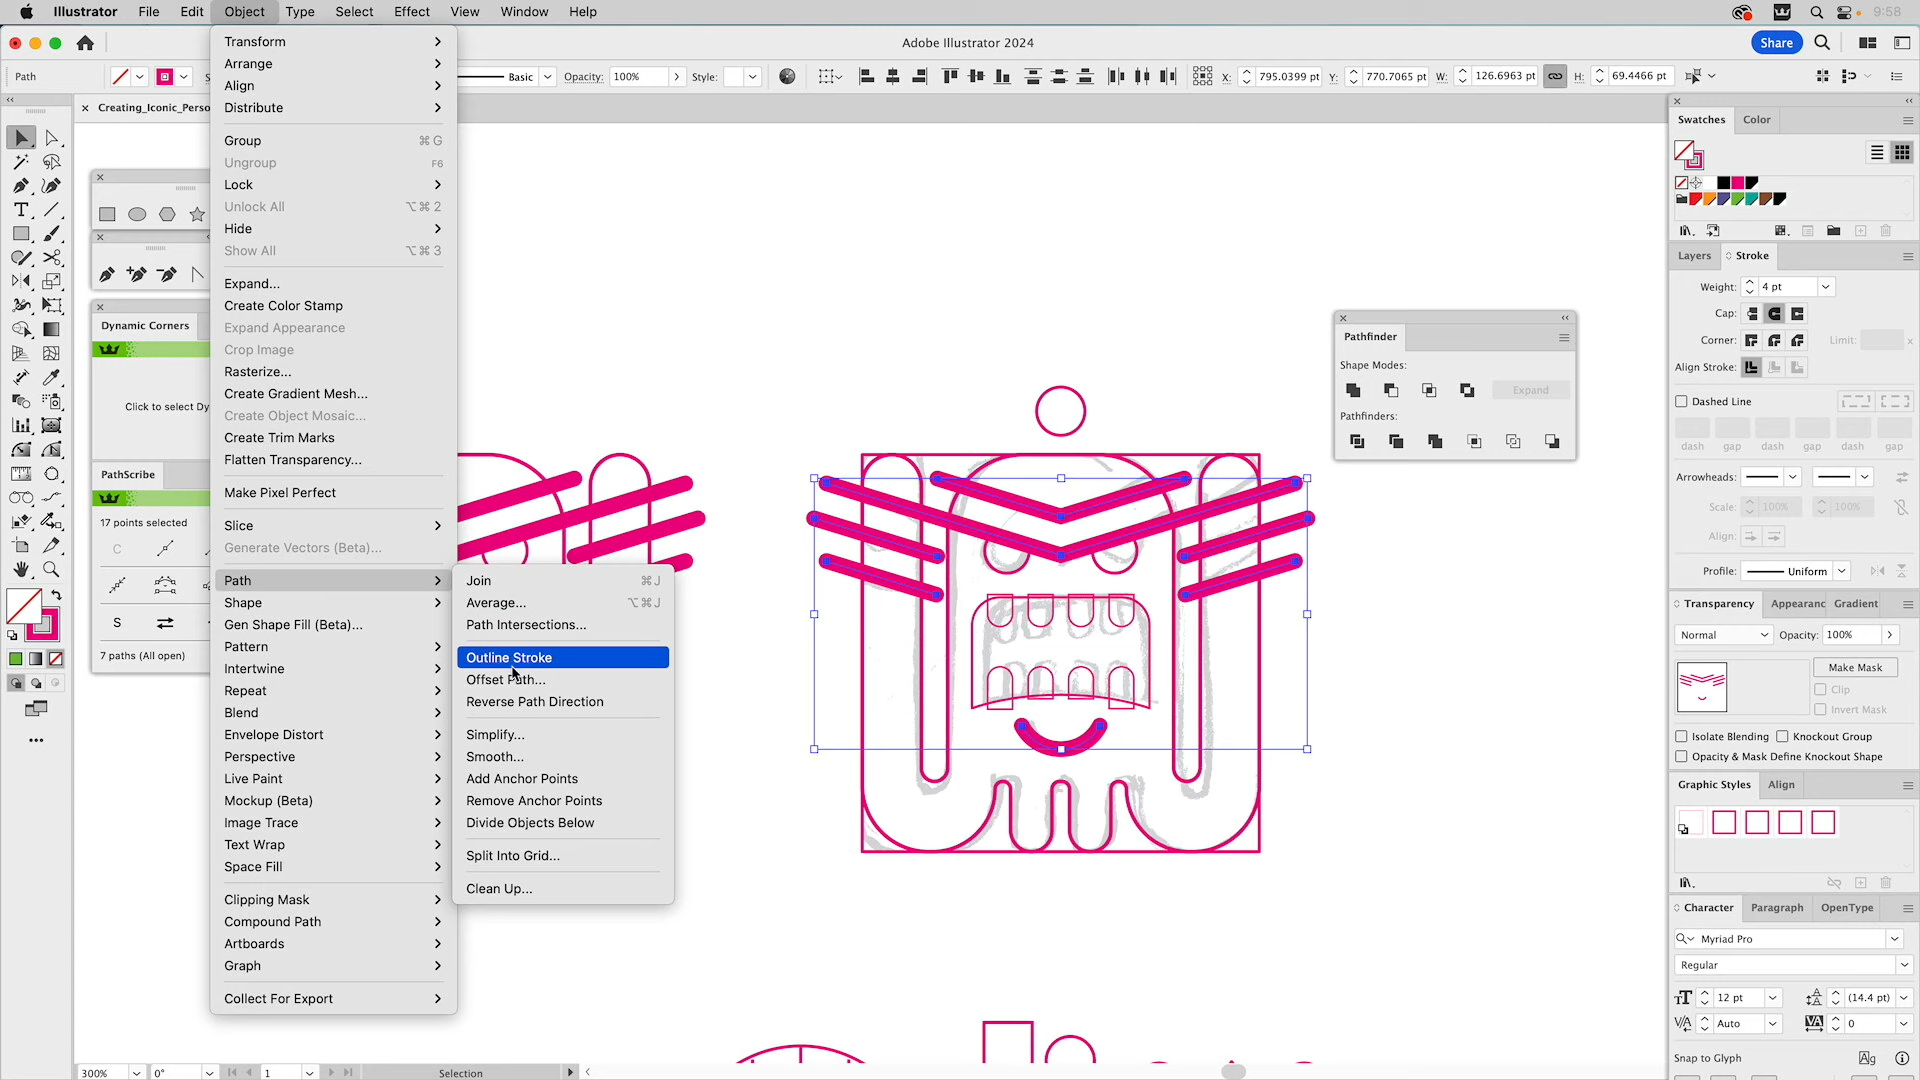 Illustrator File Edit Object Type Select Effect View Window Help 9:58
Adobe Illustrator 2024 Share
Path Basic Opacity: 100% Style: X: 795.0399 pt Y: 770.7065 pt W: 126.6963 pt H: 69.4466 pt
Creating_Iconic_Perso
Transform
Arrange
Align
Distribute
Group ⌘ G
Ungroup F6
Lock
Unlock All ⌥⌘ 2
Hide
Show All ⌥⌘ 3
Expand...
Create Color Stamp
Expand Appearance
Crop Image
Rasterize...
Create Gradient Mesh...
Create Object Mosaic...
Create Trim Marks
Flatten Transparency...
Make Pixel Perfect
Slice
Generate Vectors (Beta)...
Path
Shape
Gen Shape Fill (Beta)...
Pattern
Intertwine
Repeat
Blend
Envelope Distort
Perspective
Live Paint
Mockup (Beta)
Image Trace
Text Wrap
Space Fill
Clipping Mask
Compound Path
Artboards
Graph
Collect For Export
Join ⌘J
Average... ⌥⌘J
Path Intersections...
Outline Stroke
Offset Path...
Reverse Path Direction
Simplify...
Smooth...
Add Anchor Points
Remove Anchor Points
Divide Objects Below
Split Into Grid...
Clean Up...
Dynamic Corners
Click to select Dy
PathScribe
17 points selected
C
S
7 paths (All open)
Pathfinder
Shape Modes:
Expand
Pathfinders:
Swatches Color
Layers Stroke
Weight: 4 pt
Cap:
Corner: Limit: x
Align Stroke:
Dashed Line
dash gap dash gap dash gap
Arrowheads:
Scale: 100% 100%
Align:
Profile: Uniform
Transparency Appearanc Gradient
Normal Opacity: 100%
Make Mask
Clip
Invert Mask
Isolate Blending Knockout Group
Opacity & Mask Define Knockout Shape
Graphic Styles Align
Character Paragraph OpenType
Myriad Pro
Regular
12 pt (14.4 pt)
Auto 0
Snap to Glyph
300% 0° 1 Selection